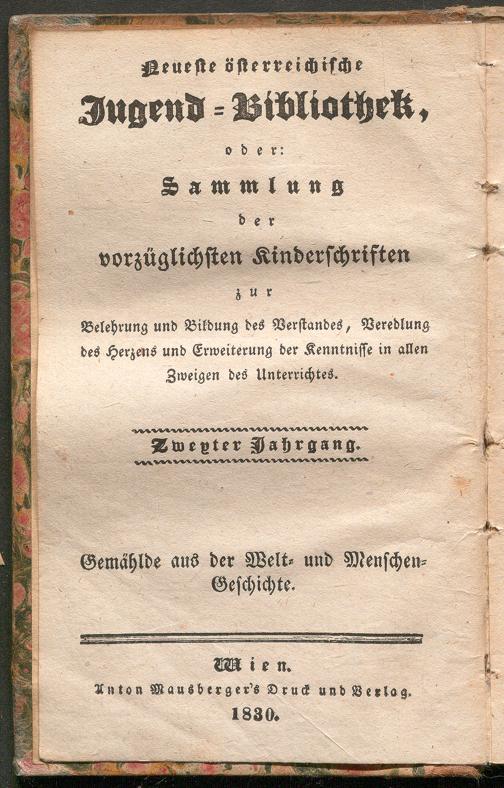 Neueste österreichische
Jugend-Bibliothek,
oder:
Sammlung
der
vorzüglichsten Kinderschriften
zur
Belehrung und Bildung des Verstandes, Veredlung
des Herzens und Erweiterung der Kenntnisse in allen
Zweigen des Unterrichtes.
Zweyter Jahrgang.
Gemählde aus der Welt- und Menschen-
Geschichte.
Wien.
Anton Mausberger's Druck und Verlag.
1830.